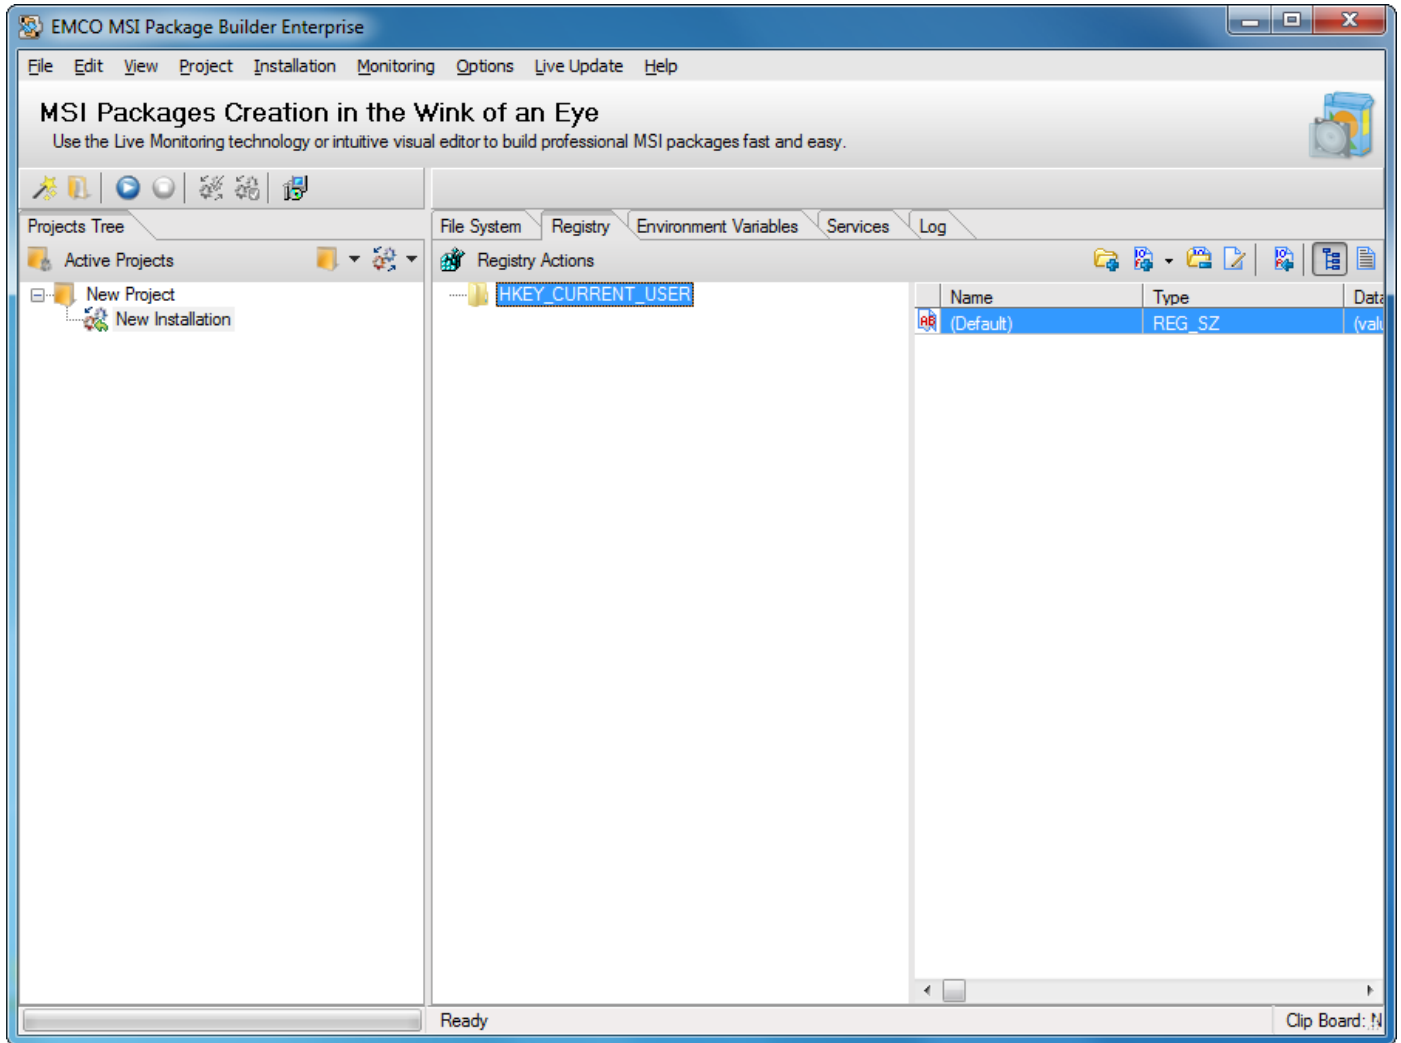 EMCO MSI Package Builder Enterprise
File Edit View Project Installation Monitoring Options Live Update Help
MSI Packages Creation in the Wink of an Eye
Use the Live Monitoring technology or intuitive visual editor to build professional MSI packages fast and easy.
Projects Tree
File System Registry Environment Variables Services Log
Active Projects
Registry Actions
New Project
New Installation
HKEY_CURRENT_USER
Name Type Data
(Default) REG_SZ
Ready
Clip Board: